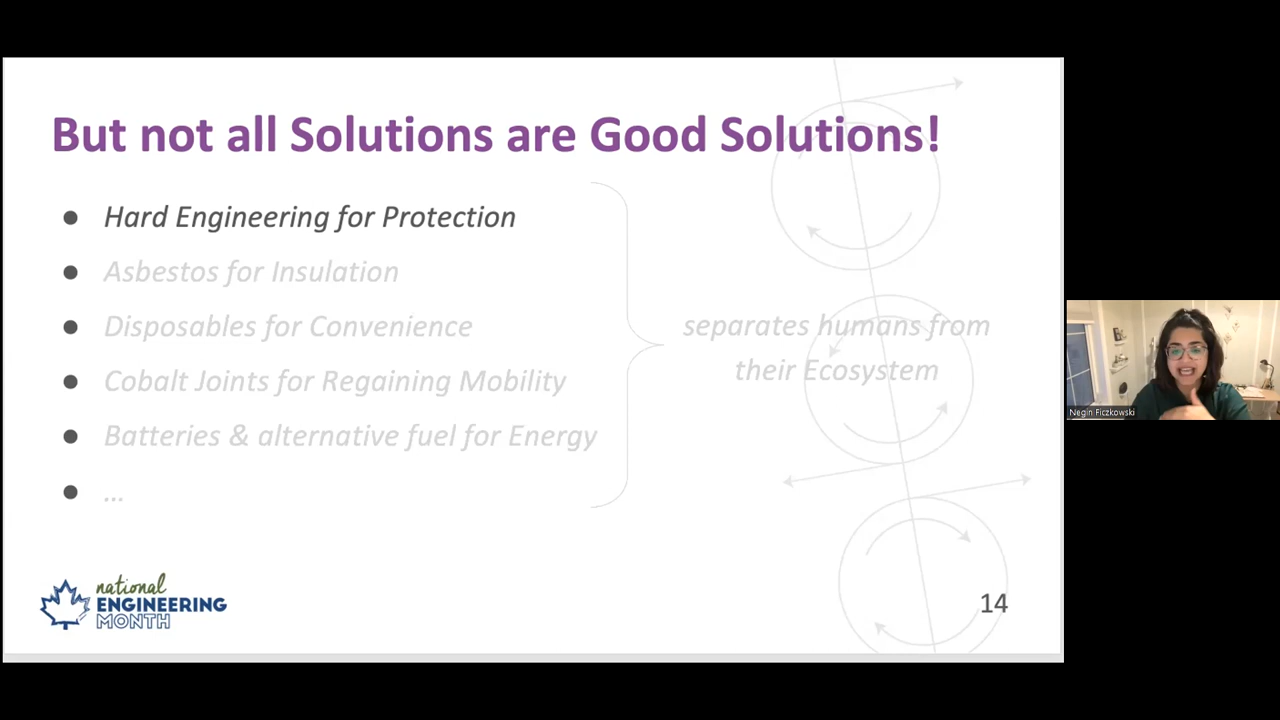 But not all Solutions are Good Solutions!
● Hard Engineering for Protection
● Asbestos for Insulation
● Disposables for Convenience
● Cobalt Joints for Regaining Mobility
● Batteries & alternative fuel for Energy
● ...
separates humans from
their Ecosystem
national
ENGINEERING
MONTH
14
Negin Ficzkowski